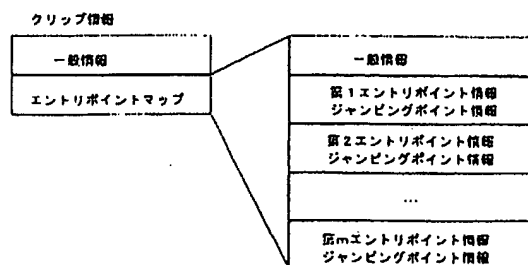 クリップ情報
一般情報
エントリポイントマップ
一般情報
第1エントリポイント情報
ジャンピングポイント情報
第2エントリポイント情報
ジャンピングポイント情報
...
第mエントリポイント情報
ジャンピングポイント情報